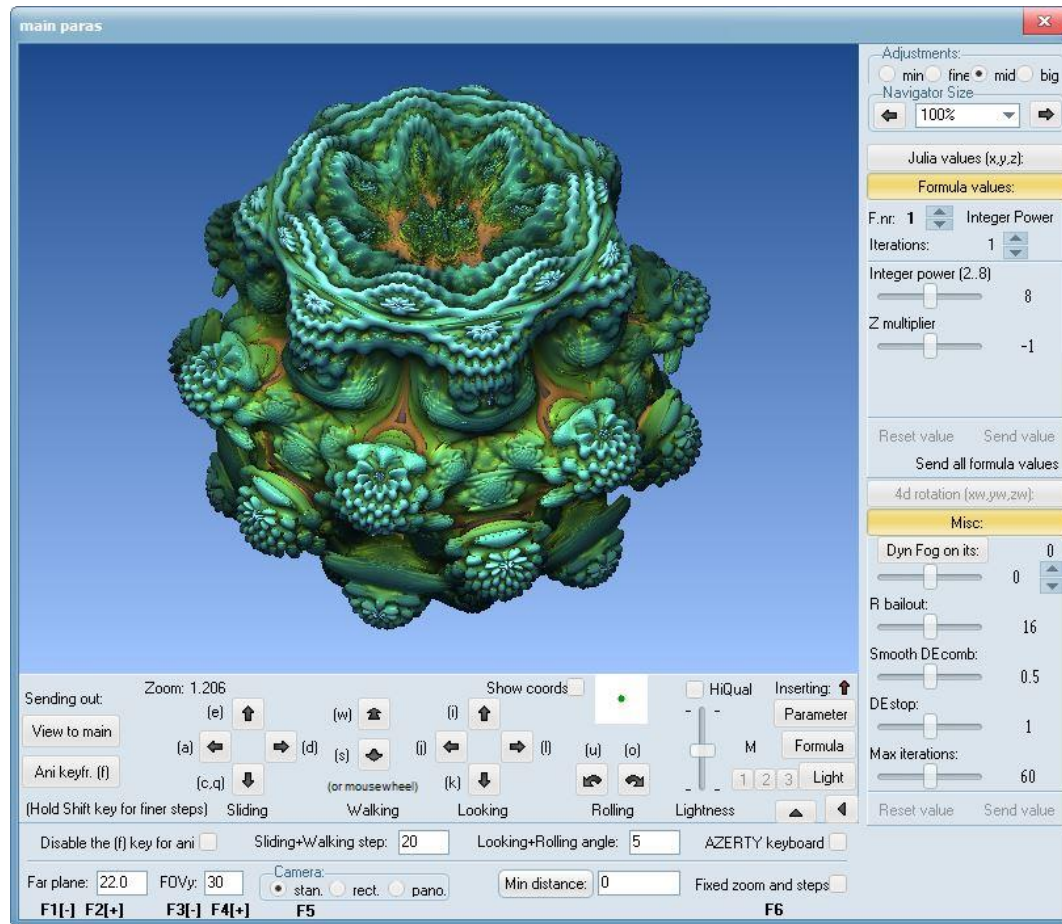 main paras
Adjustments:
min fine mid big
Navigator Size
100%
Julia values (x,y,z):
Formula values:
F.nr: 1 Integer Power
Iterations: 1
Integer power (2..8)
8
Z multiplier
-1
Reset value Send value
Send all formula values
4d rotation (xw,yw,zw):
Misc:
Dyn Fog on its: 0
0
R bailout:
16
Smooth DEcomb:
0.5
DEstop:
1
Max iterations:
60
Reset value Send value
Sending out: Zoom: 1.206 Show coords HiQual Inserting:
View to main (e) (w) (i) Parameter
(a) (d) (s) (j) (l) (u) (o) M Formula
Ani keyfr. (f) (c,q) (or mousewheel) (k) 1 2 3 Light
(Hold Shift key for finer steps) Sliding Walking Looking Rolling Lightness
Disable the (f) key for ani Sliding+Walking step: 20 Looking+Rolling angle: 5 AZERTY keyboard
Far plane: 22.0 FOVy: 30 Camera: stan. rect. pano. Min distance: 0 Fixed zoom and steps
F1[-] F2[+] F3[-] F4[+] F5 F6